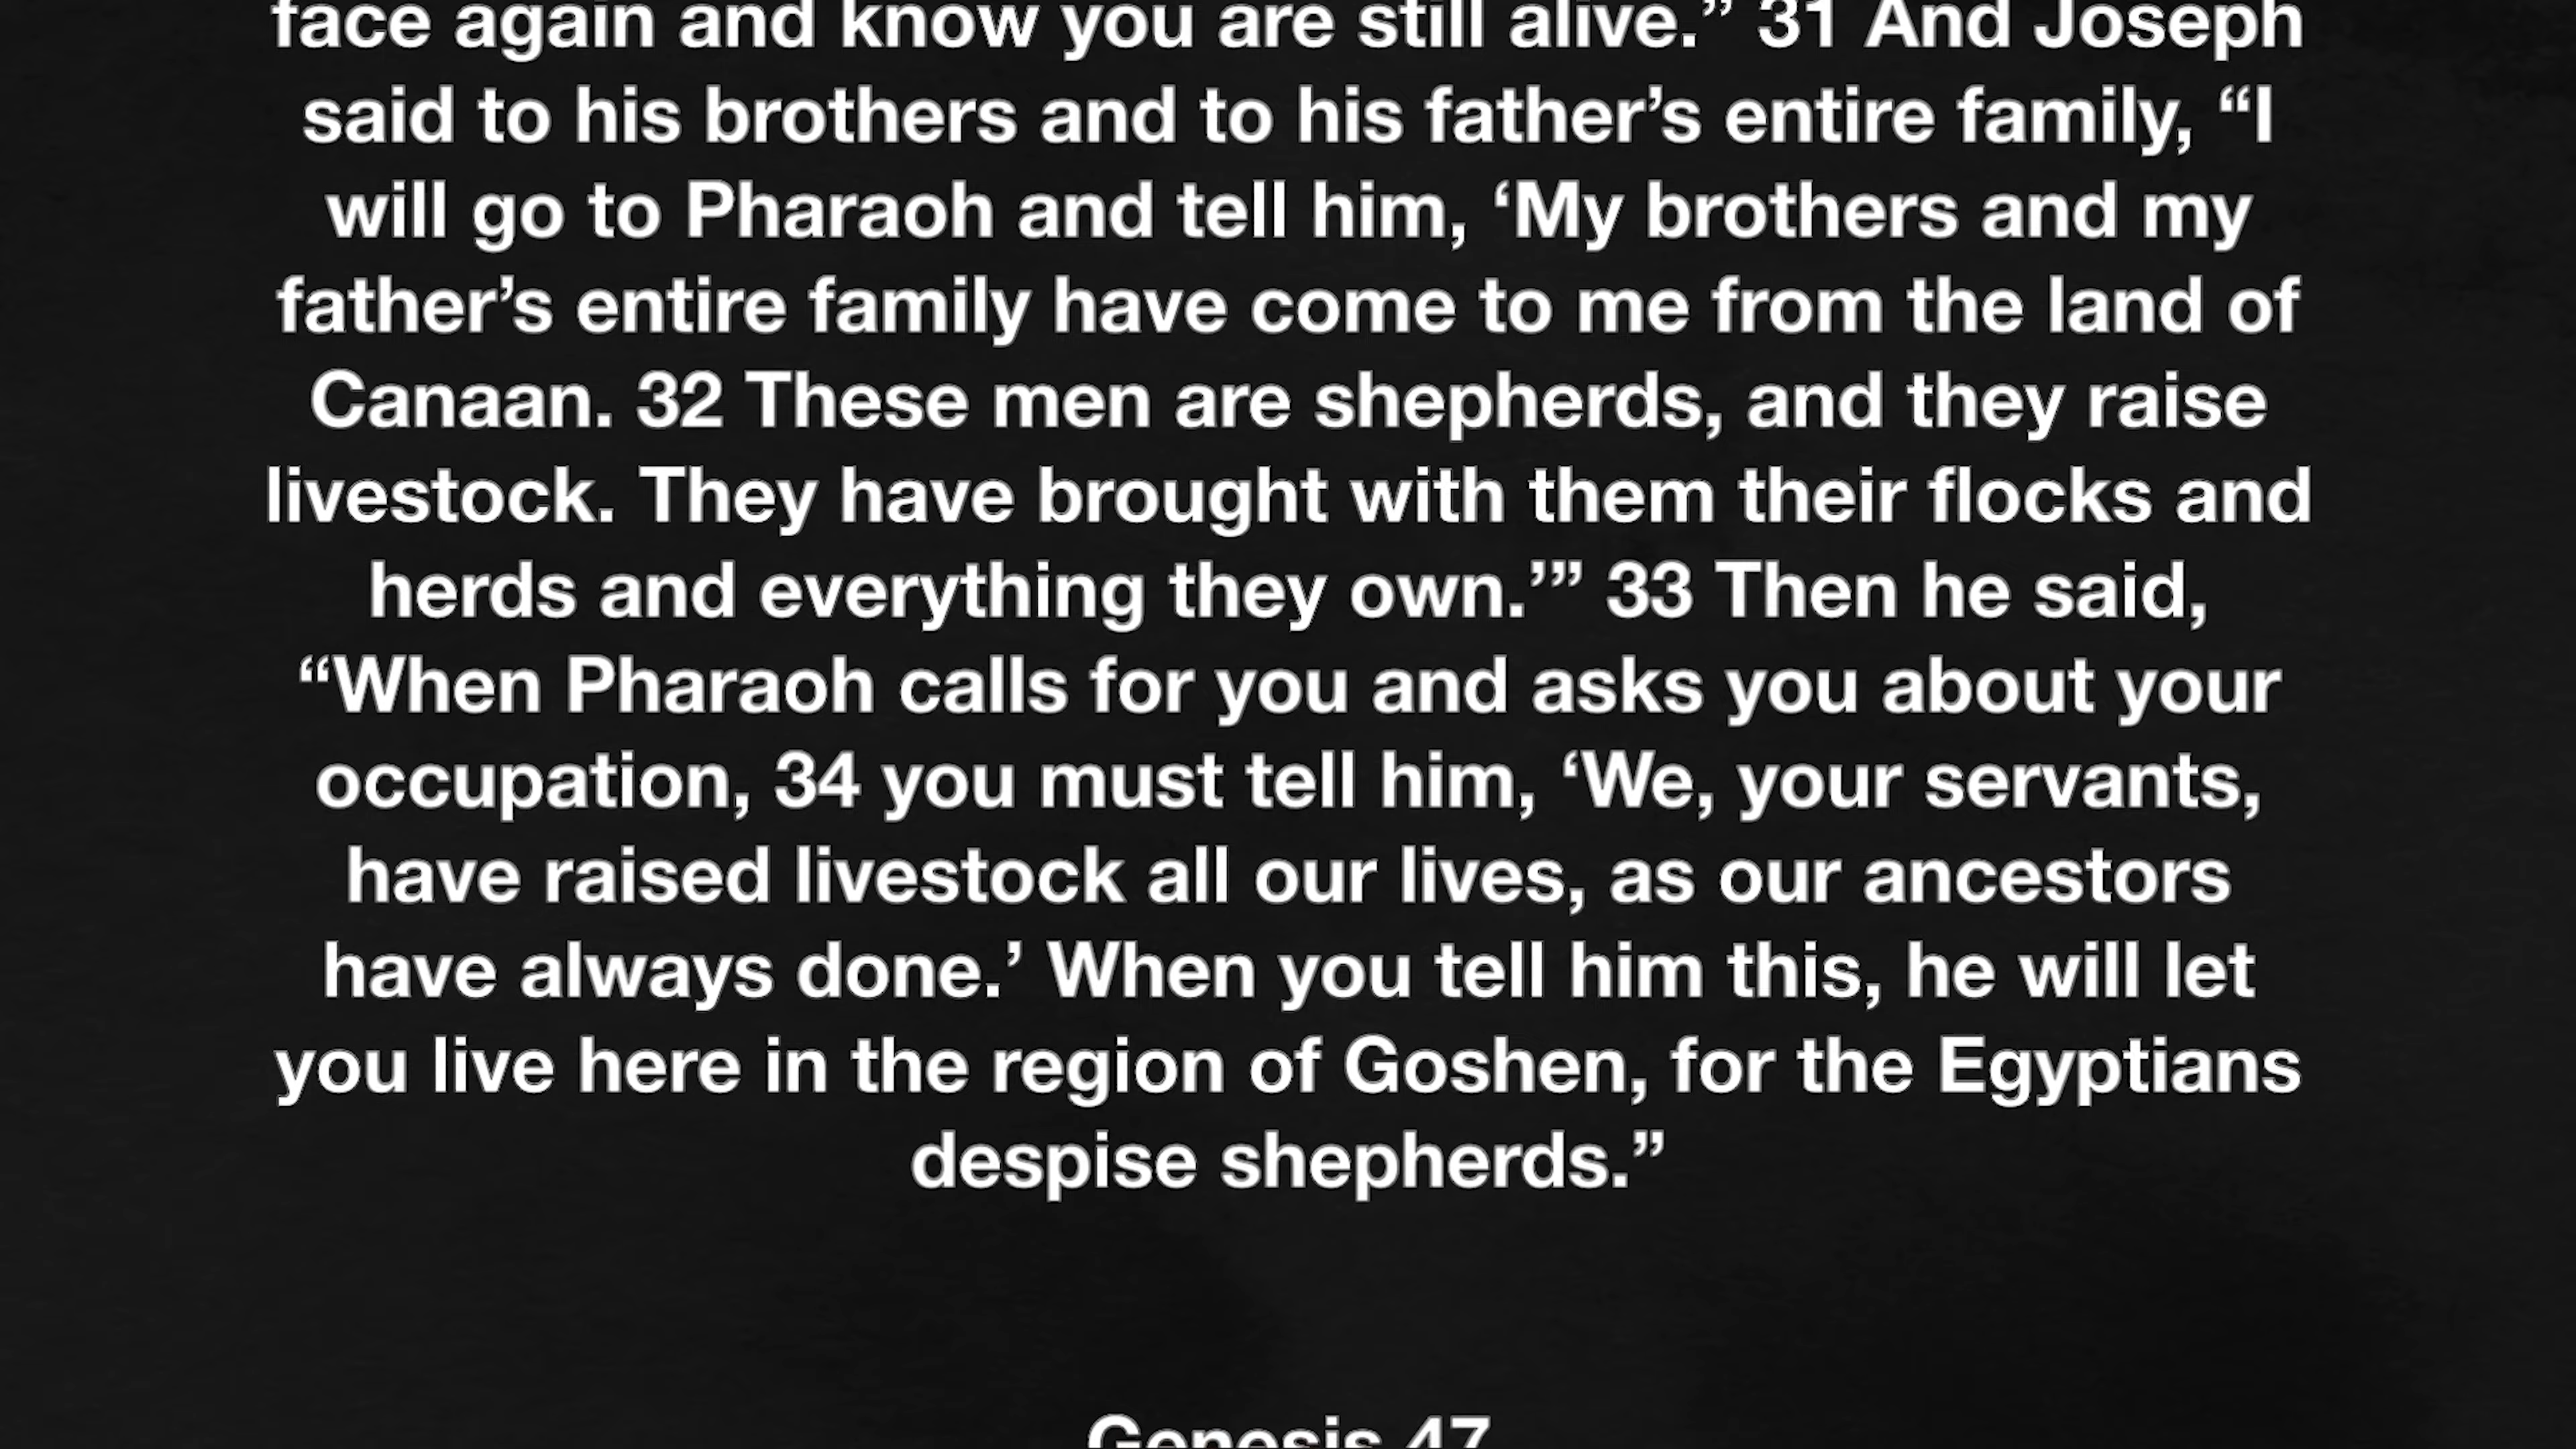 face again and know you are still alive.” 31 And Joseph
said to his brothers and to his father’s entire family, “I
will go to Pharaoh and tell him, ‘My brothers and my
father’s entire family have come to me from the land of
Canaan. 32 These men are shepherds, and they raise
livestock. They have brought with them their flocks and
herds and everything they own.’” 33 Then he said,
“When Pharaoh calls for you and asks you about your
occupation, 34 you must tell him, ‘We, your servants,
have raised livestock all our lives, as our ancestors
have always done.’ When you tell him this, he will let
you live here in the region of Goshen, for the Egyptians
despise shepherds.”
Genesis 47